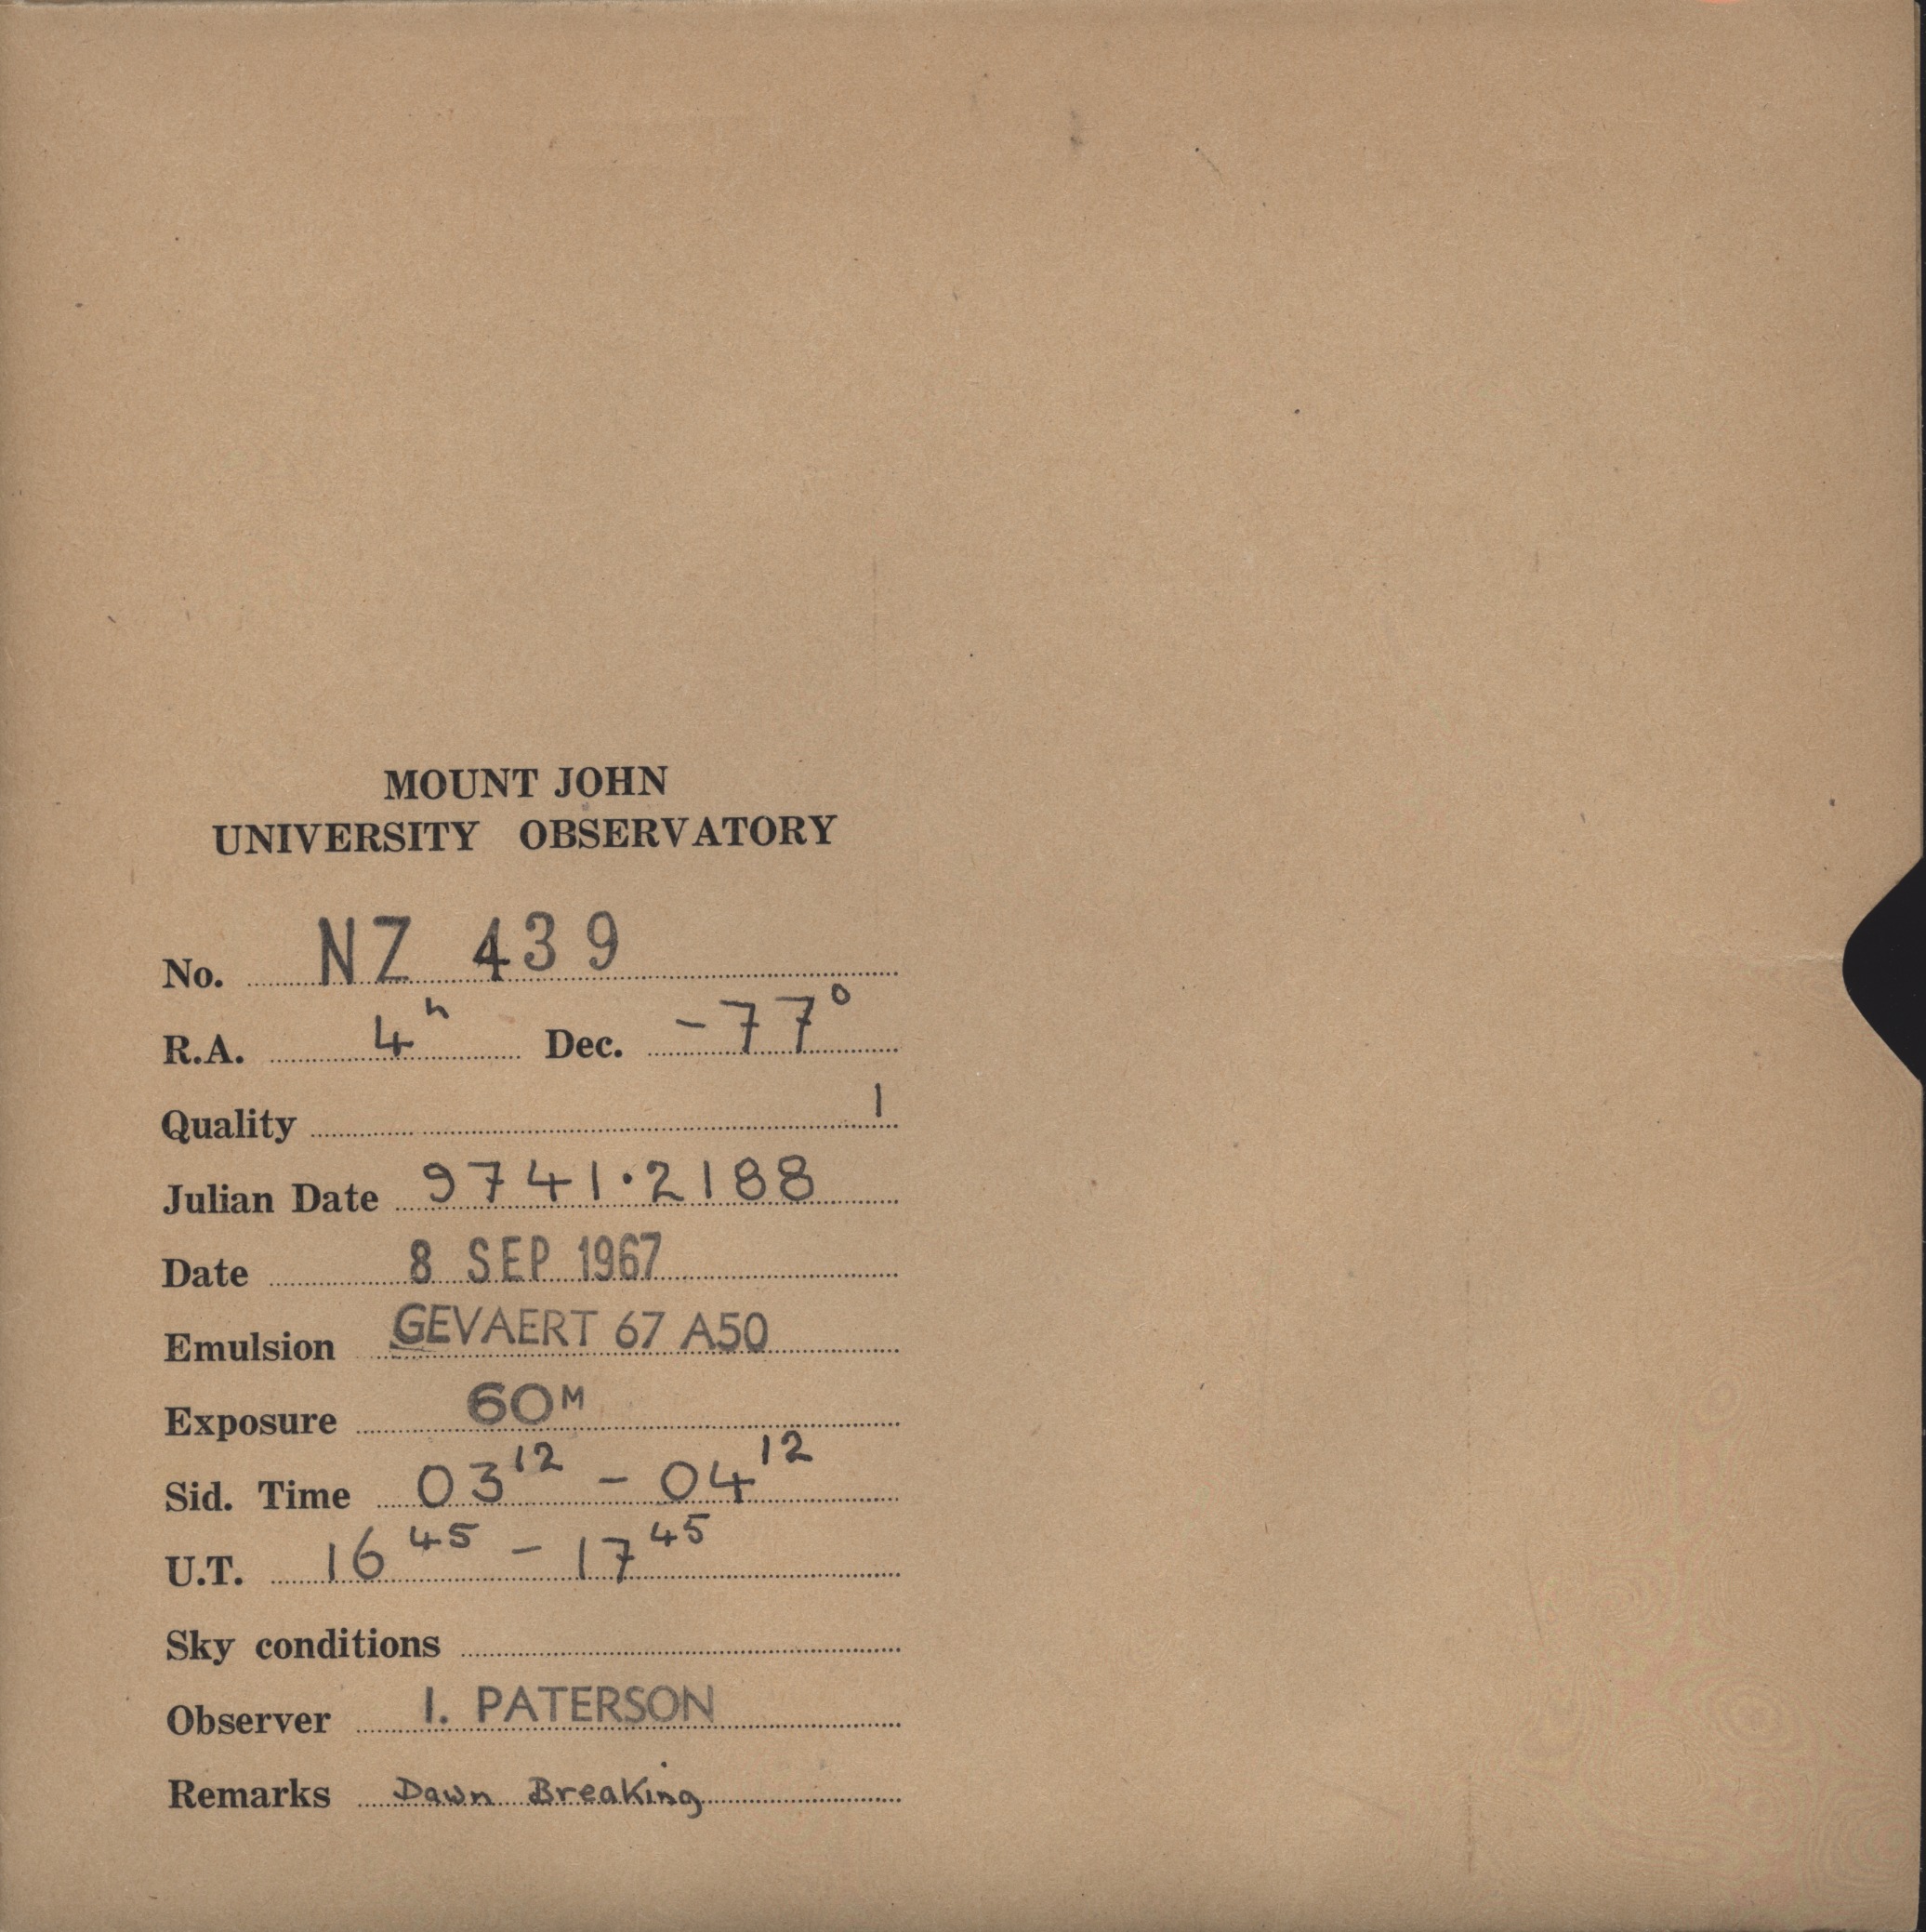 MOUNT JOHN
UNIVERSITY OBSERVATORY
No. NZ 439
R.A. 4h Dec. -77°
Quality 1
Julian Date 9741·2188
Date 8 SEP 1967
Emulsion GEVAERT 67 A50
Exposure 60M
Sid. Time 03 12 - 04 12
U.T. 16 45 - 17 45
Sky conditions
Observer I. PATERSON
Remarks Dawn Breaking